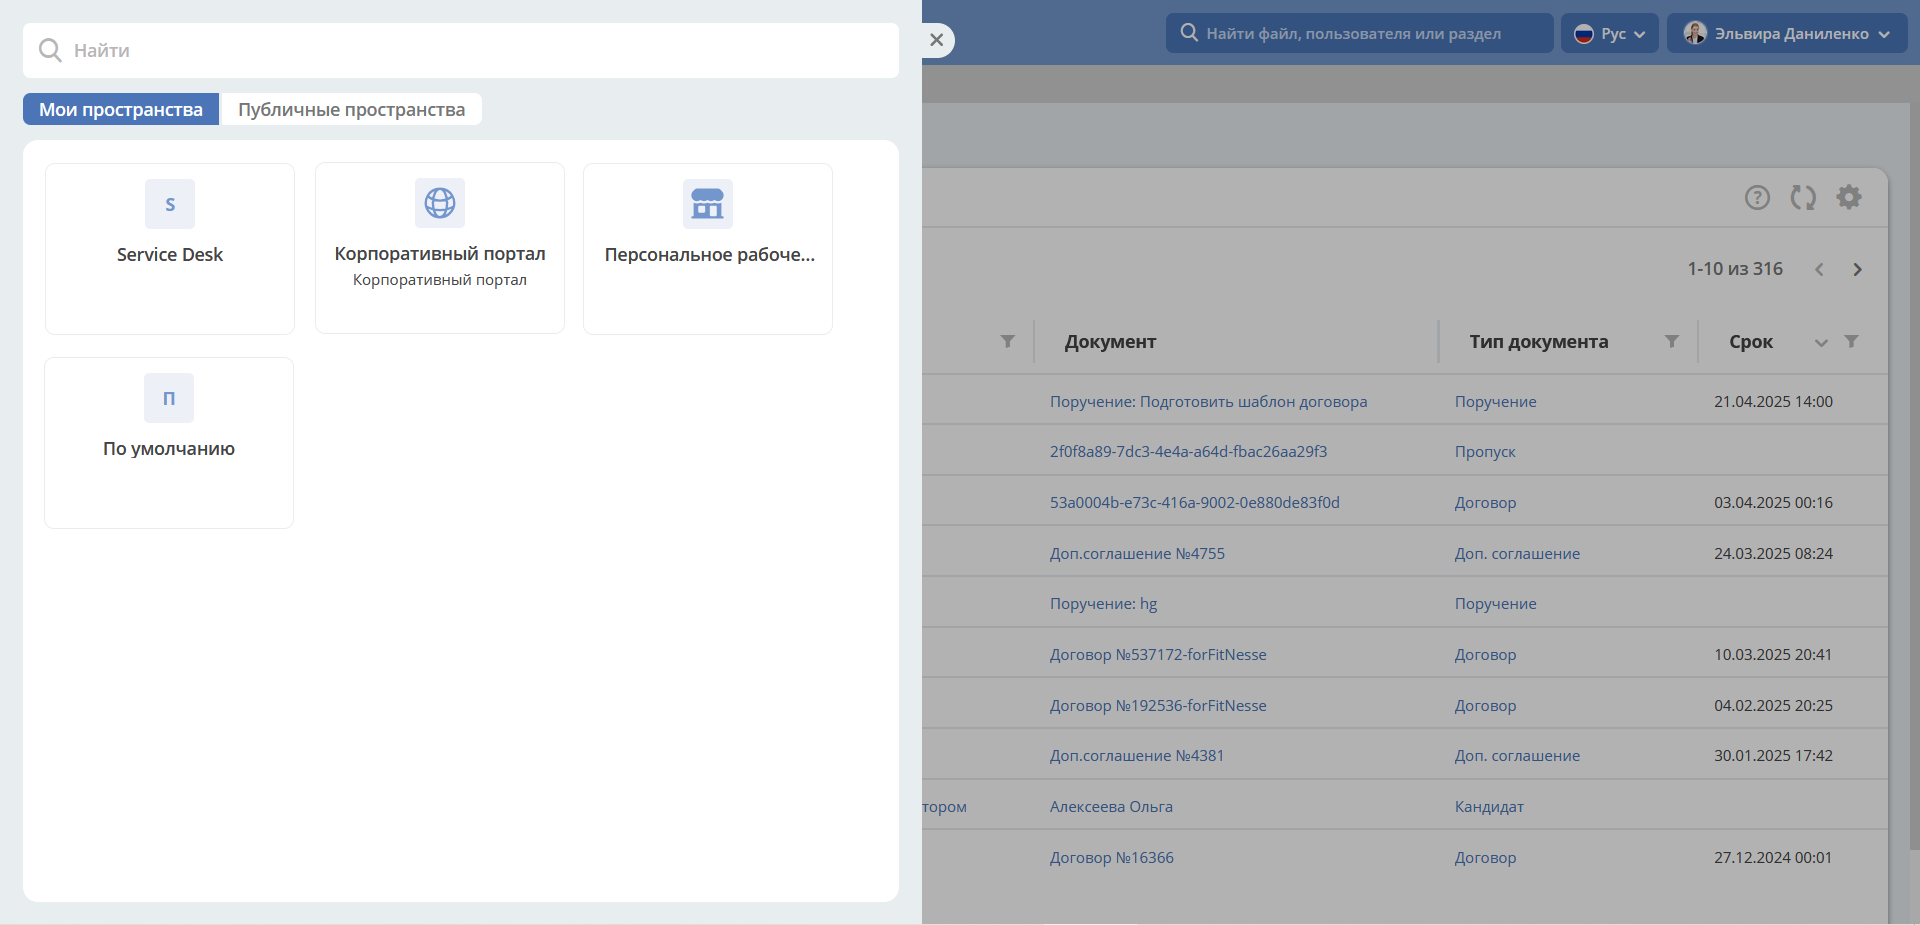 Найти
Мои пространства
Публичные пространства
S
Service Desk
Корпоративный портал
Корпоративный портал
Персональное рабоче...
П
По умолчанию
Найти файл, пользователя или раздел
Рус
Эльвира Даниленко
?
1-10 из 316
Документ Тип документа Срок
Поручение: Подготовить шаблон договора Поручение 21.04.2025 14:00
2f0f8a89-7dc3-4e4a-a64d-fbac26aa29f3 Пропуск
53a0004b-e73c-416a-9002-0e880de83f0d Договор 03.04.2025 00:16
Доп.соглашение №4755 Доп. соглашение 24.03.2025 08:24
Поручение: hg Поручение
Договор №537172-forFitNesse Договор 10.03.2025 20:41
Договор №192536-forFitNesse Договор 04.02.2025 20:25
Доп.соглашение №4381 Доп. соглашение 30.01.2025 17:42
тором Алексеева Ольга Кандидат
Договор №16366 Договор 27.12.2024 00:01